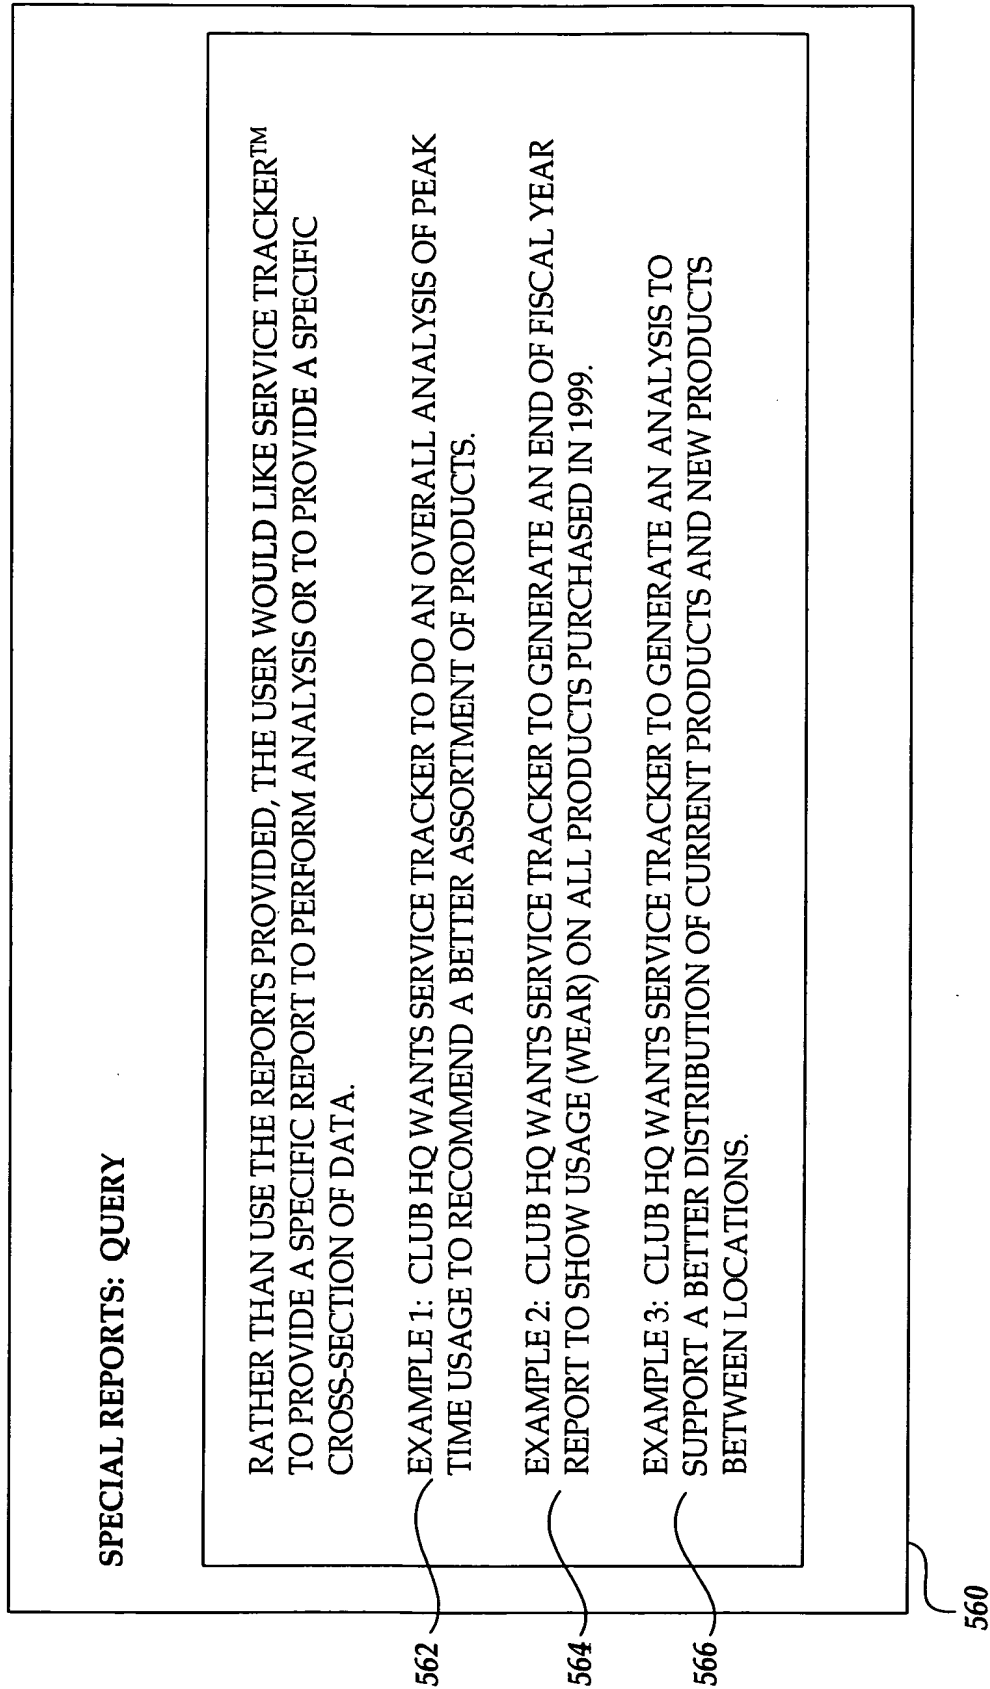 SPECIAL REPORTS: QUERY
RATHER THAN USE THE REPORTS PROVIDED, THE USER WOULD LIKE SERVICE TRACKER™
TO PROVIDE A SPECIFIC REPORT TO PERFORM ANALYSIS OR TO PROVIDE A SPECIFIC
CROSS-SECTION OF DATA.
EXAMPLE 1: CLUB HQ WANTS SERVICE TRACKER TO DO AN OVERALL ANALYSIS OF PEAK
TIME USAGE TO RECOMMEND A BETTER ASSORTMENT OF PRODUCTS.
EXAMPLE 2: CLUB HQ WANTS SERVICE TRACKER TO GENERATE AN END OF FISCAL YEAR
REPORT TO SHOW USAGE (WEAR) ON ALL PRODUCTS PURCHASED IN 1999.
EXAMPLE 3: CLUB HQ WANTS SERVICE TRACKER TO GENERATE AN ANALYSIS TO
SUPPORT A BETTER DISTRIBUTION OF CURRENT PRODUCTS AND NEW PRODUCTS
BETWEEN LOCATIONS.
562
564
566
560